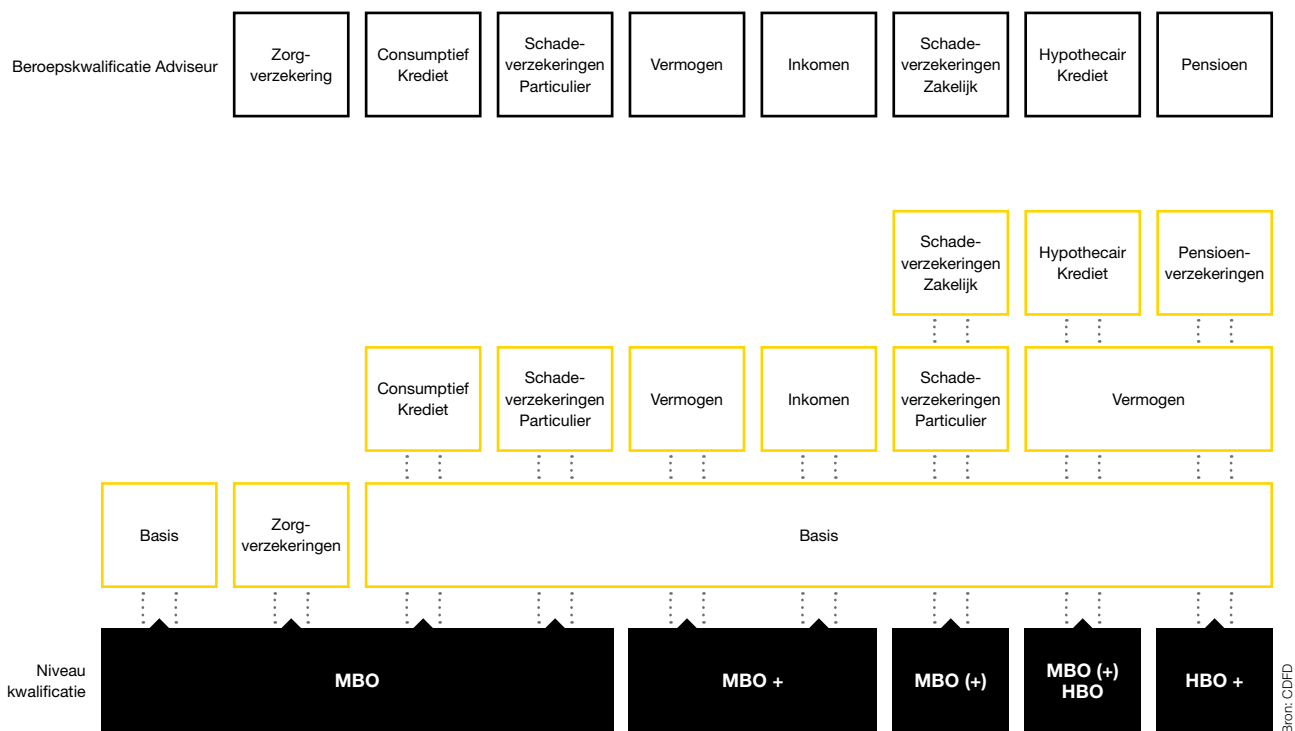 Beroepskwalificatie Adviseur
Zorg-
verzekering
Consumptief
Krediet
Schade-
verzekeringen
Particulier
Vermogen
Inkomen
Schade-
verzekeringen
Zakelijk
Hypothecair
Krediet
Pensioen
Schade-
verzekeringen
Zakelijk
Hypothecair
Krediet
Pensioen-
verzekeringen
Consumptief
Krediet
Schade-
verzekeringen
Particulier
Vermogen
Inkomen
Schade-
verzekeringen
Particulier
Vermogen
Basis
Zorg-
verzekeringen
Basis
Niveau
kwalificatie
MBO
MBO +
MBO (+)
MBO (+)
HBO
HBO +
Bron: CDFD